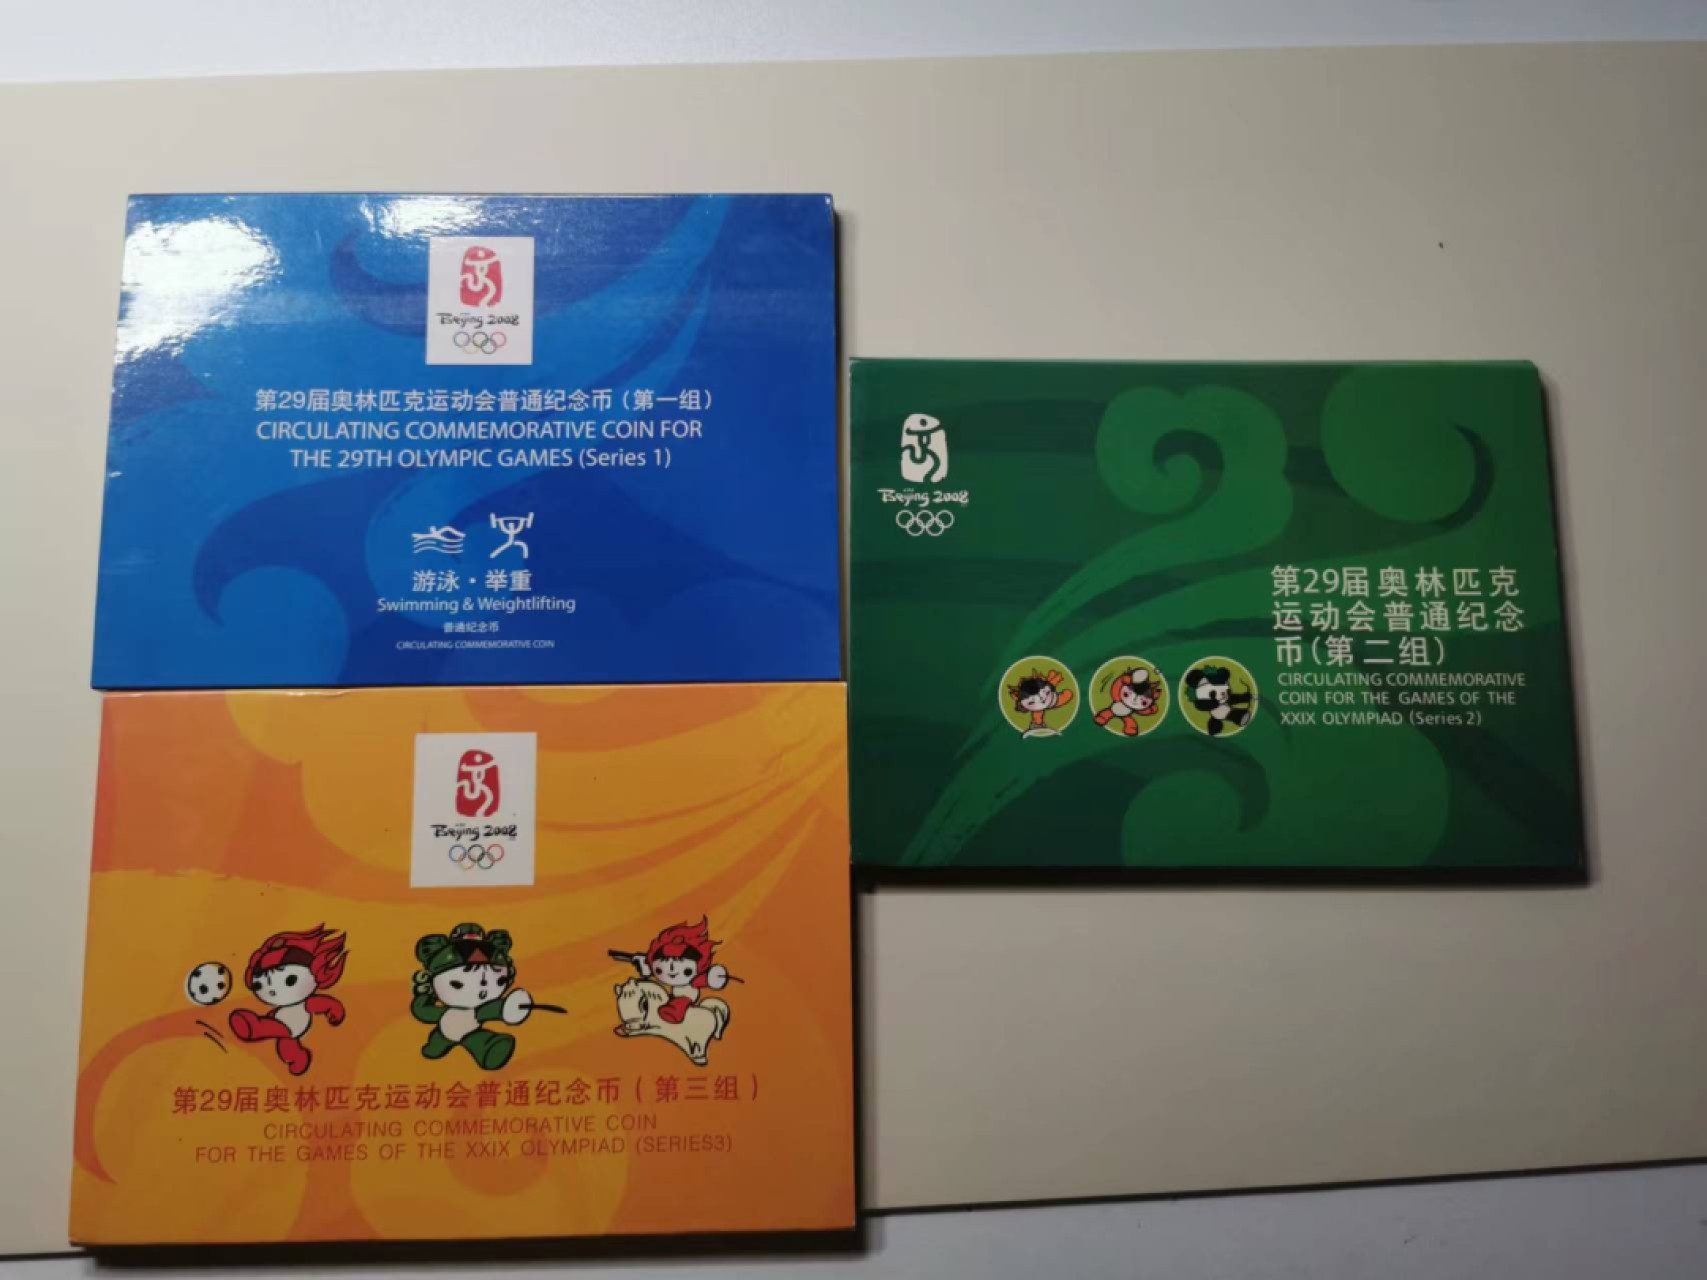 Beijing 2008
第29届奥林匹克运动会普通纪念币(第一组)
CIRCULATING COMMEMORATIVE COIN FOR
THE 29TH OLYMPIC GAMES (Series 1)
游泳·举重
Swimming & Weightlifting
普通纪念币
CIRCULATING COMMEMORATIVE COIN
Beijing 2008
第29届奥林匹克
运动会普通纪念
币(第二组)
CIRCULATING COMMEMORATIVE
COIN FOR THE GAMES OF THE
XXIX OLYMPIAD (Series 2)
Beijing 2008
第29届奥林匹克运动会普通纪念币(第三组)
CIRCULATING COMMEMORATIVE COIN
FOR THE GAMES OF THE XXIX OLYMPIAD (SERIES3)